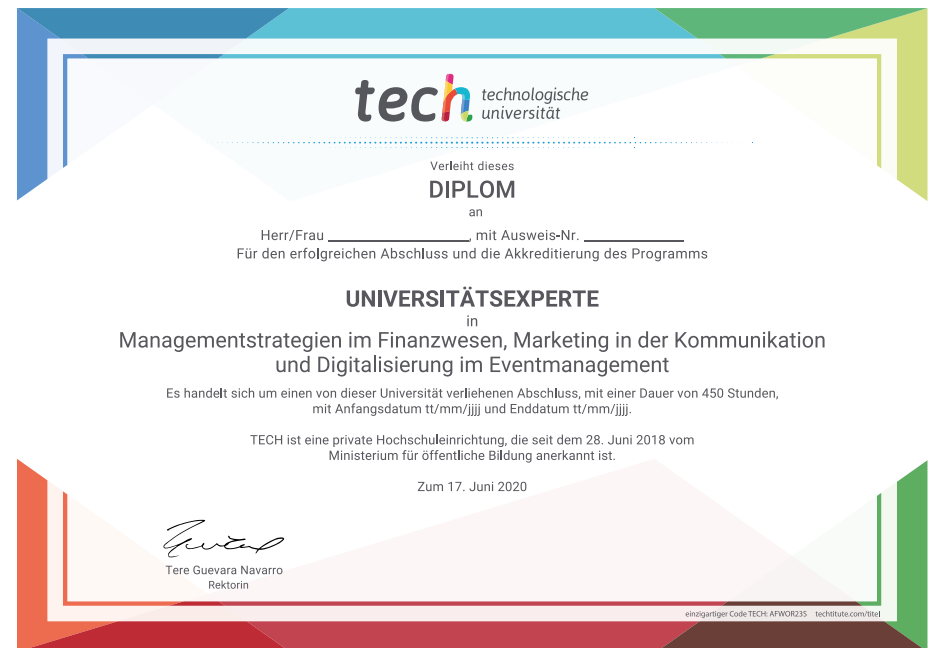 tech technologische
universität
Verleiht dieses
DIPLOM
an
Herr/Frau ____________________, mit Ausweis-Nr. ______________
Für den erfolgreichen Abschluss und die Akkreditierung des Programms
UNIVERSITÄTSEXPERTE
in
Managementstrategien im Finanzwesen, Marketing in der Kommunikation
und Digitalisierung im Eventmanagement
Es handelt sich um einen von dieser Universität verliehenen Abschluss, mit einer Dauer von 450 Stunden,
mit Anfangsdatum tt/mm/jjjj und Enddatum tt/mm/jjjj.
TECH ist eine private Hochschuleinrichtung, die seit dem 28. Juni 2018 vom
Ministerium für öffentliche Bildung anerkannt ist.
Zum 17. Juni 2020
Tere Guevara Navarro
Rektorin
einzigartiger Code TECH: AFWOR23S techtitute.com/titel